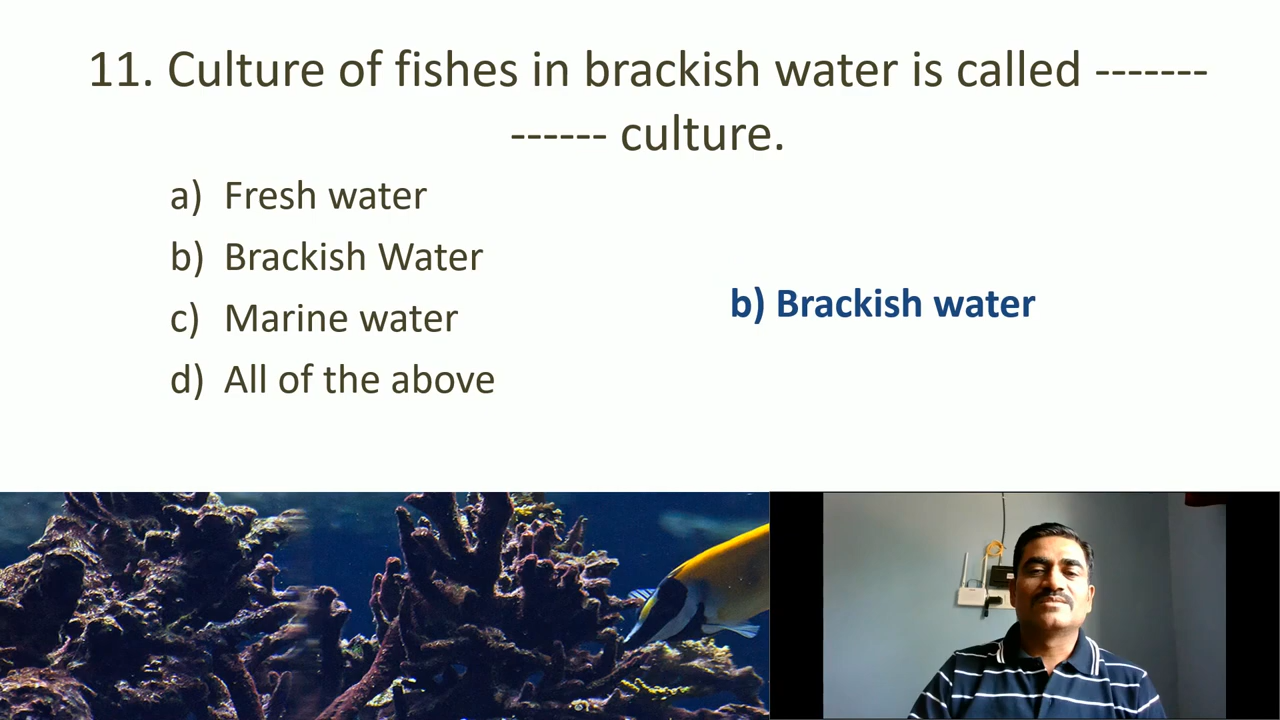 11. Culture of fishes in brackish water is called -------
------ culture.
a) Fresh water
b) Brackish Water
c) Marine water
d) All of the above
b) Brackish water